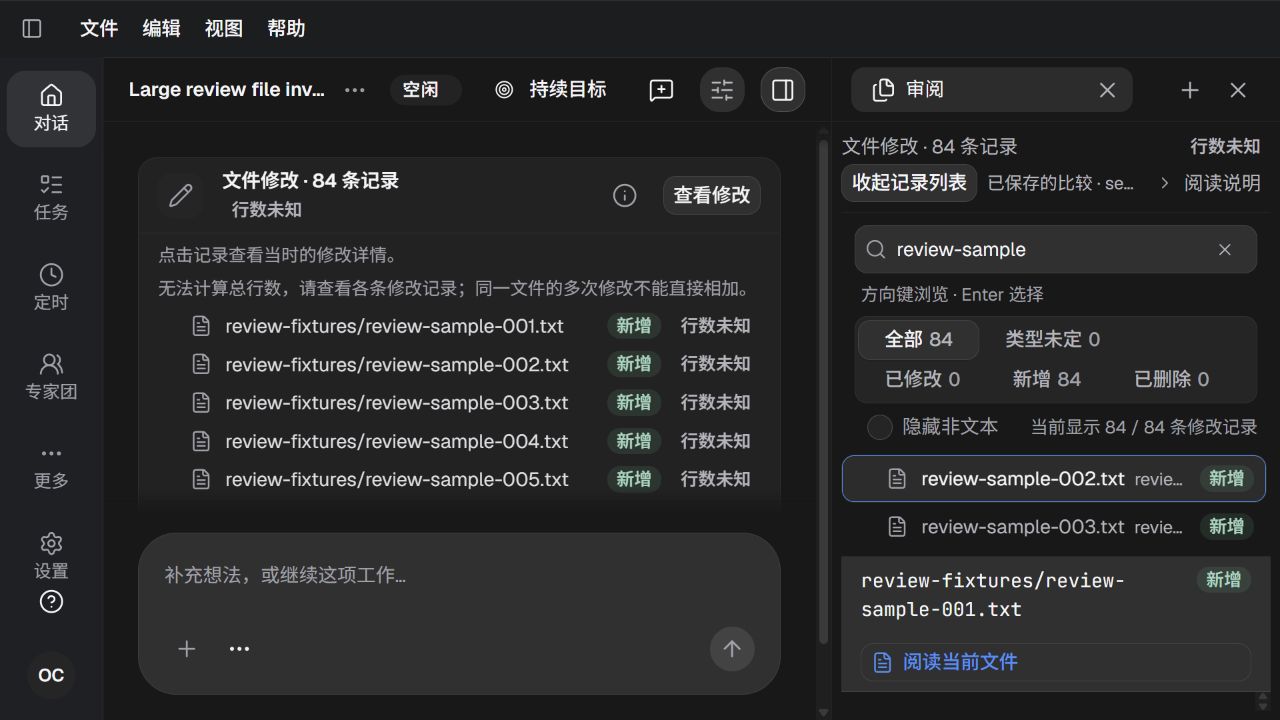 文件 编辑 视图 帮助
对话
任务
定时
专家团
更多
设置
OC
Large review file inv...
空闲
持续目标
文件修改 · 84 条记录
行数未知
查看修改
点击记录查看当时的修改详情。
无法计算总行数，请查看各条修改记录；同一文件的多次修改不能直接相加。
review-fixtures/review-sample-001.txt 新增 行数未知
review-fixtures/review-sample-002.txt 新增 行数未知
review-fixtures/review-sample-003.txt 新增 行数未知
review-fixtures/review-sample-004.txt 新增 行数未知
review-fixtures/review-sample-005.txt 新增 行数未知
补充想法，或继续这项工作...
审阅
文件修改 · 84 条记录 行数未知
收起记录列表 已保存的比较 · se... 阅读说明
review-sample
方向键浏览 · Enter 选择
全部 84 类型未定 0
已修改 0 新增 84 已删除 0
隐藏非文本 当前显示 84 / 84 条修改记录
review-sample-002.txt revie... 新增
review-sample-003.txt revie... 新增
review-fixtures/review- 新增
sample-001.txt
阅读当前文件